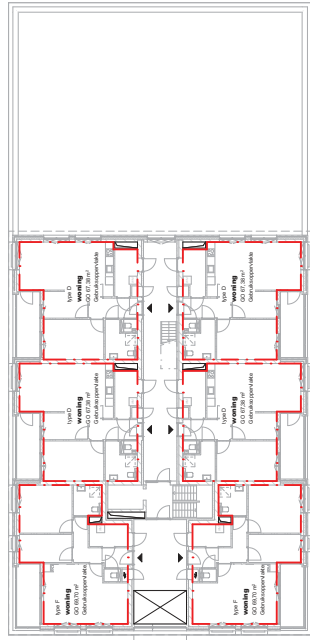 type D
woning
GO 67,38 m²
Gebruiksoppervlakte
type D
woning
GO 67,38 m²
Gebruiksoppervlakte
type D
woning
GO 67,38 m²
Gebruiksoppervlakte
type D
woning
GO 67,38 m²
Gebruiksoppervlakte
type F
woning
GO 69,70 m²
Gebruiksoppervlakte
type F
woning
GO 69,70 m²
Gebruiksoppervlakte